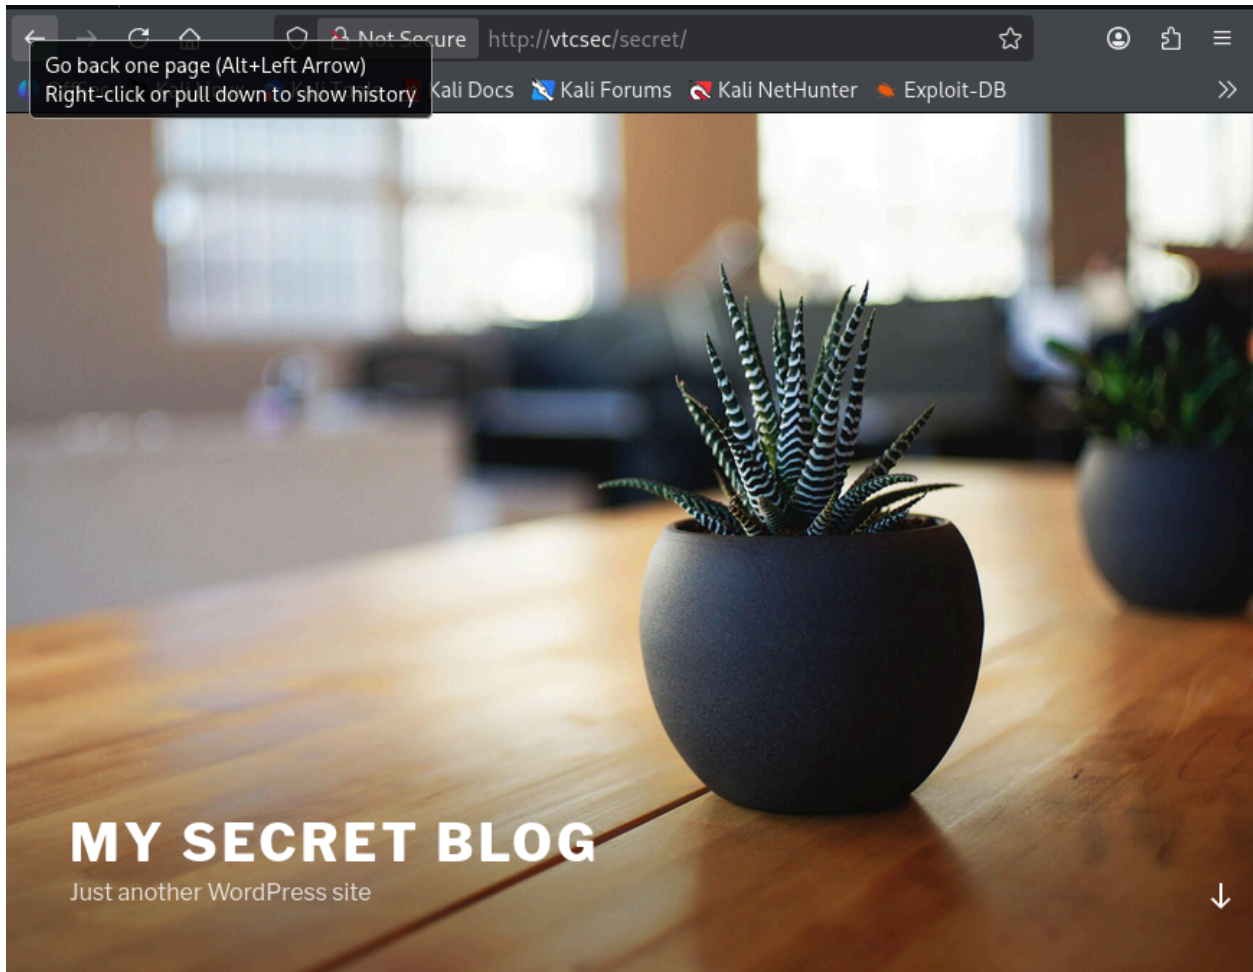 Not Secure http://vtcsec/secret/
Go back one page (Alt+Left Arrow)
Right-click or pull down to show history
Kali Docs Kali Forums Kali NetHunter Exploit-DB
MY SECRET BLOG
Just another WordPress site